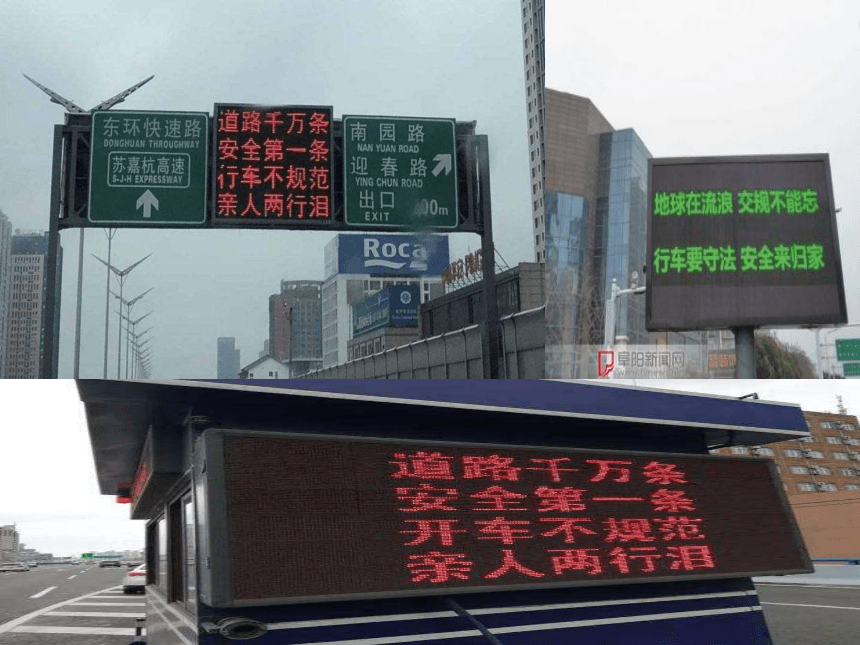 东环快速路
DONGHUAN THROUGHWAY
苏嘉杭高速
S-J-H EXPRESSWAY
道路千万条
安全第一条
行车不规范
亲人两行泪
南园路
NAN YUAN ROAD
迎春路
YING CHUN ROAD
出口
EXIT
400m
Roca
地球在流浪 交规不能忘
行车要守法 安全来归家
阜阳新闻网
道路千万条
安全第一条
开车不规范
亲人两行泪